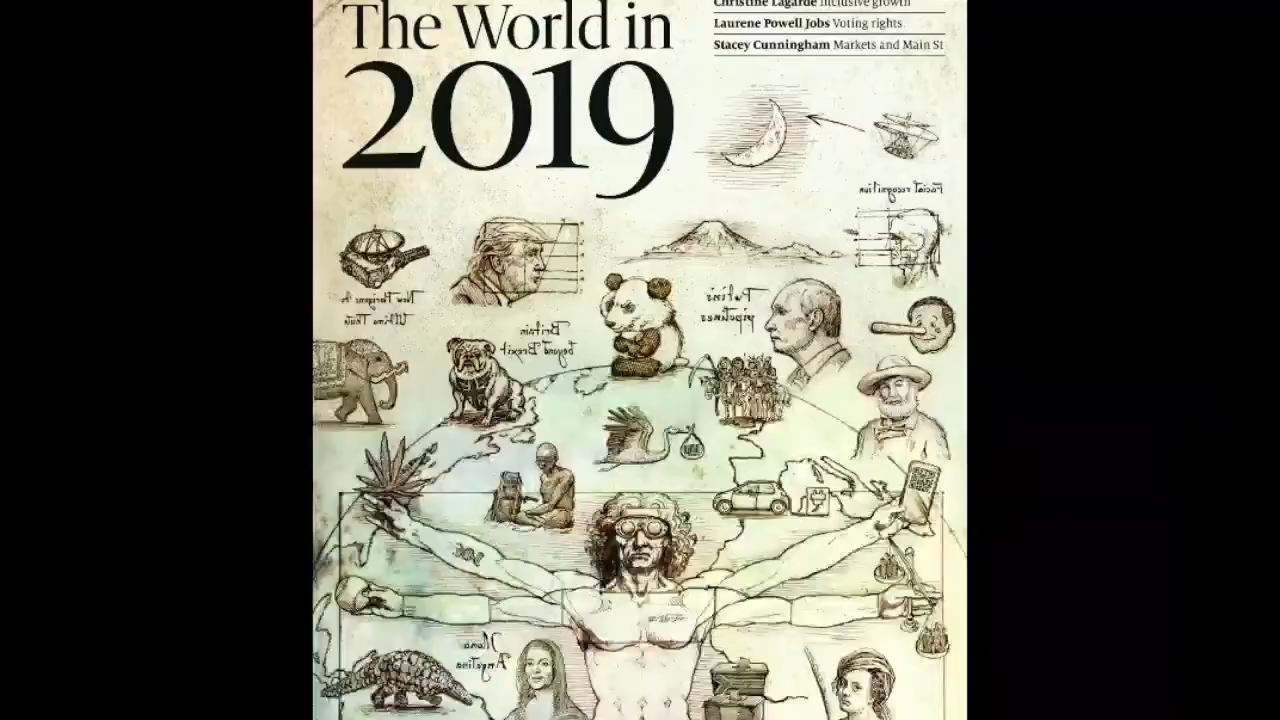 The World in
2019
Christine Lagarde Inclusive growth
Laurene Powell Jobs Voting rights
Stacey Cunningham Markets and Main St
Facial recognition
New Horizons to
Ultima Thule
Putin's
pipelines
Britain
beyond Brexit
Mona
Angelina